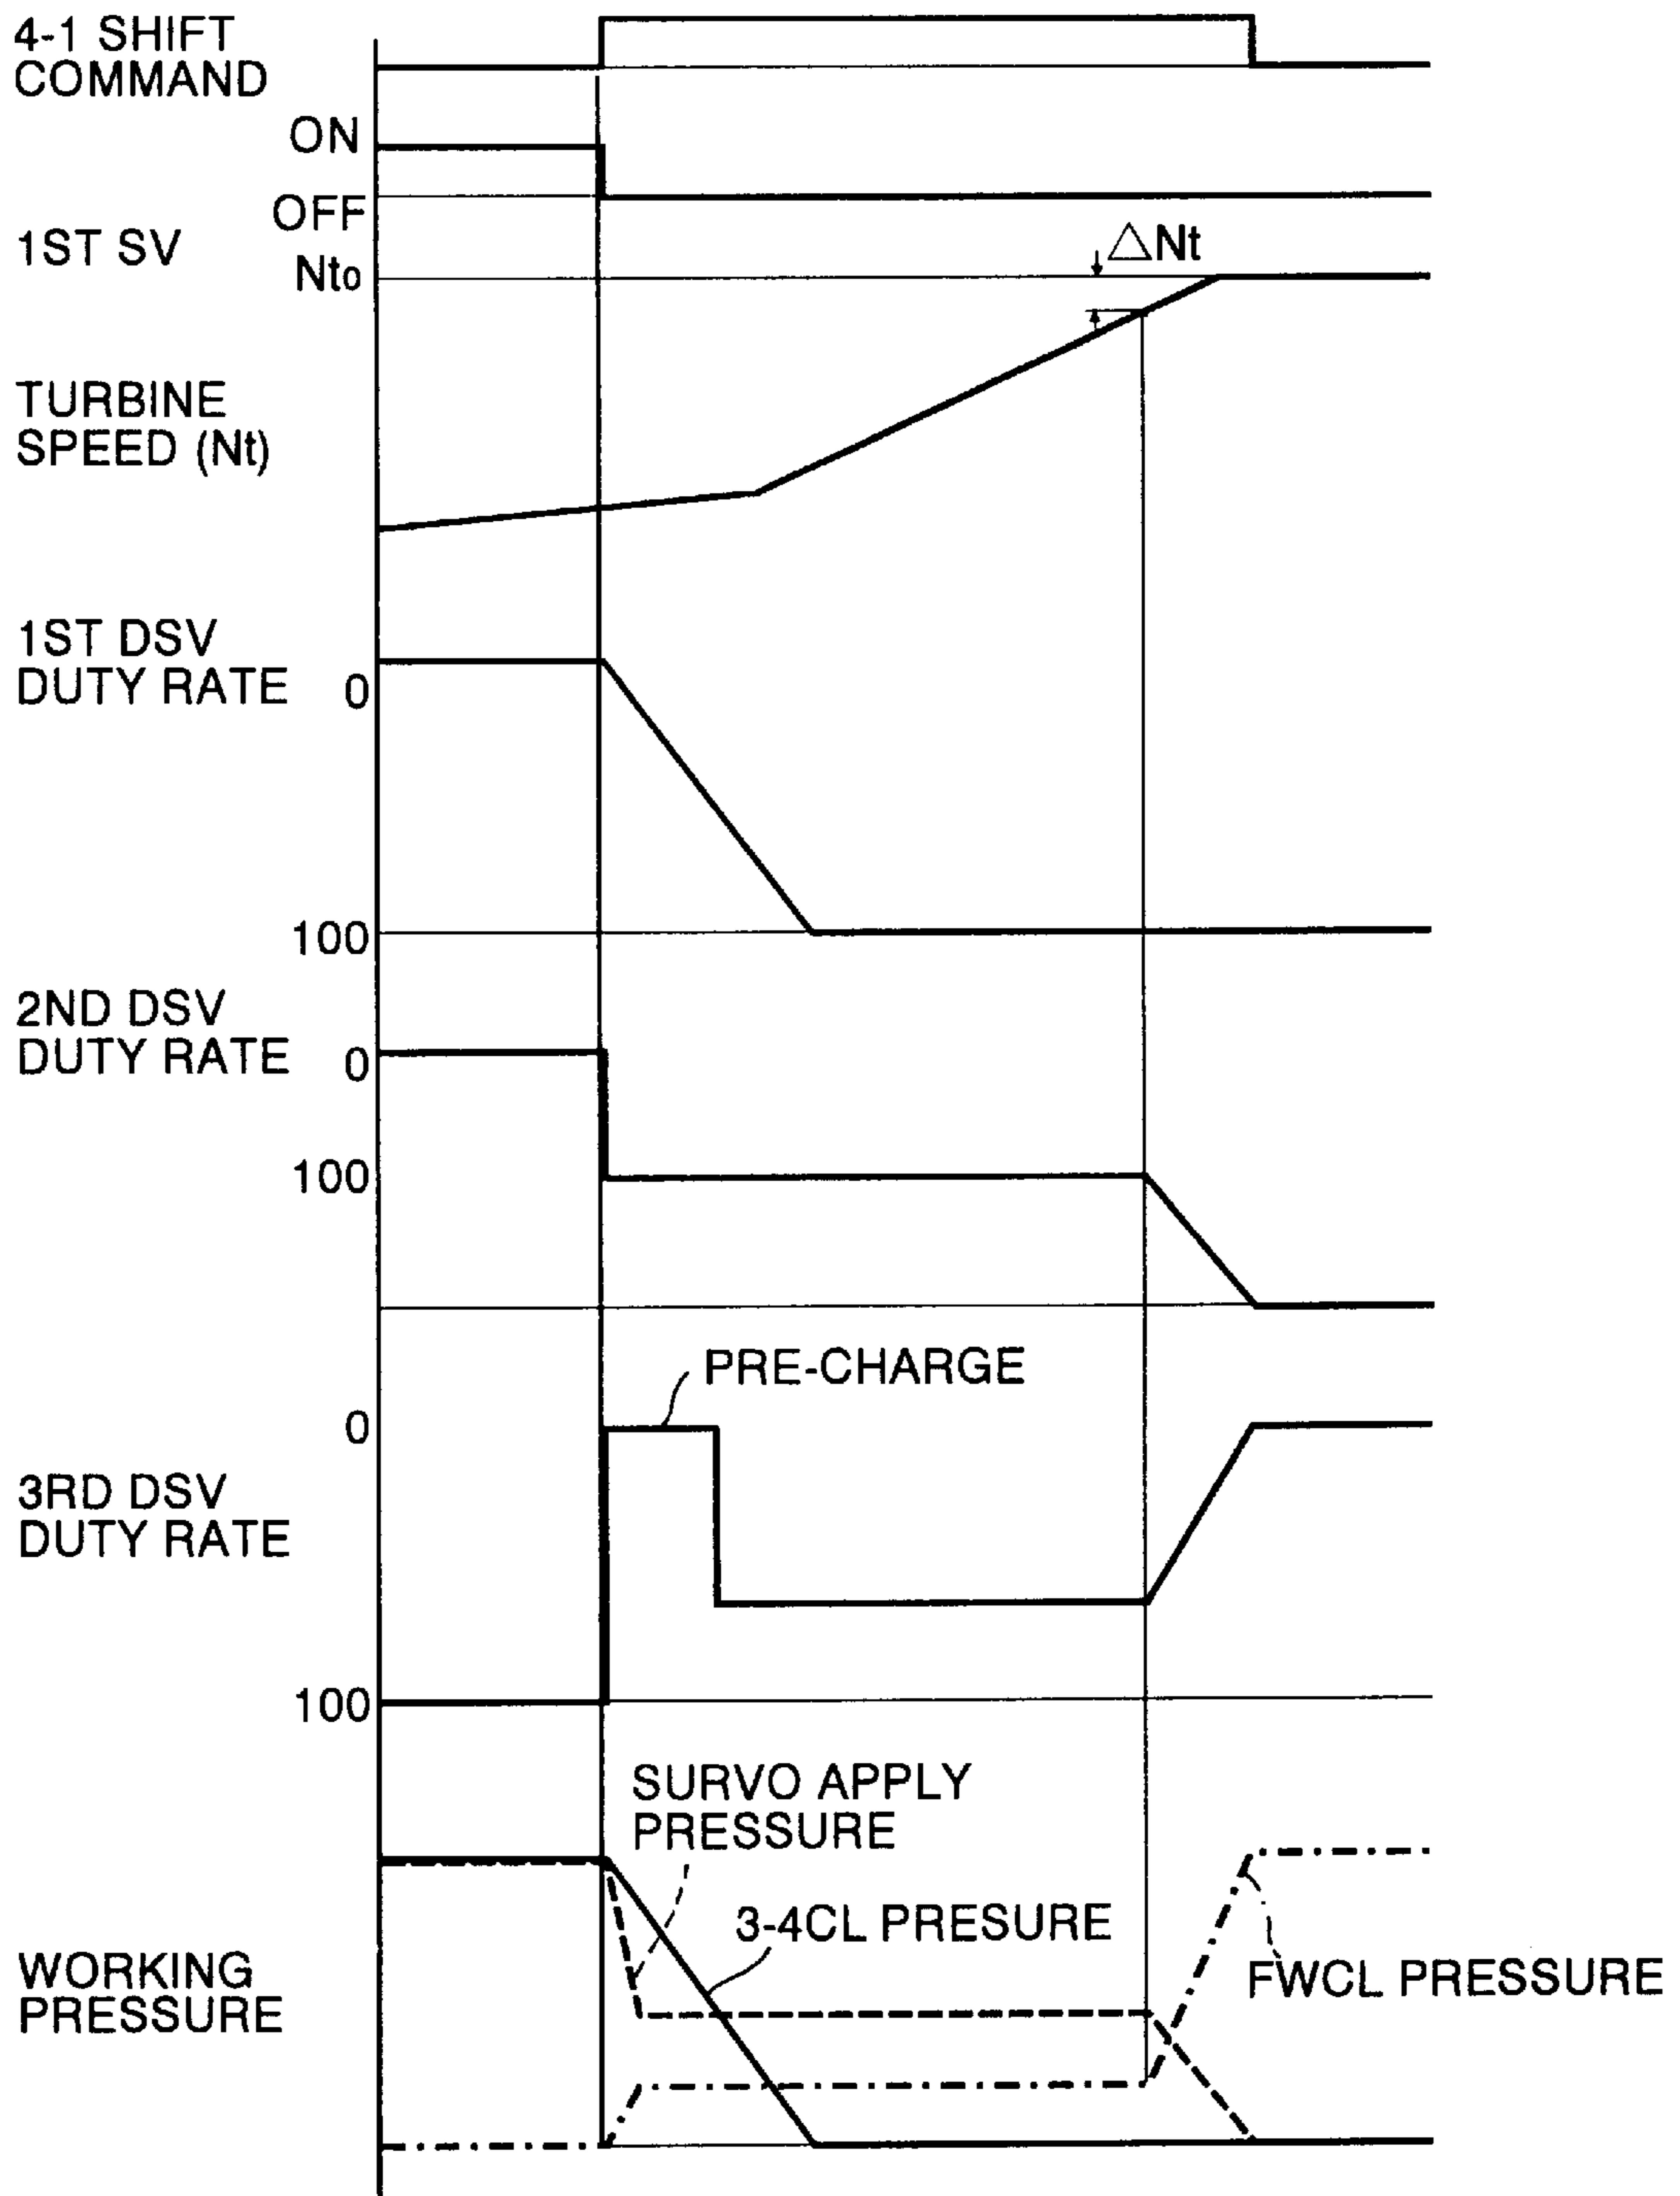 4-1 SHIFT
COMMAND
ON
OFF
1ST SV
Nt0
△Nt
TURBINE
SPEED (Nt)
1ST DSV
DUTY RATE
0
100
2ND DSV
DUTY RATE
0
100
PRE-CHARGE
0
3RD DSV
DUTY RATE
100
SURVO APPLY
PRESSURE
3-4CL PRESURE
WORKING
PRESSURE
FWCL PRESSURE